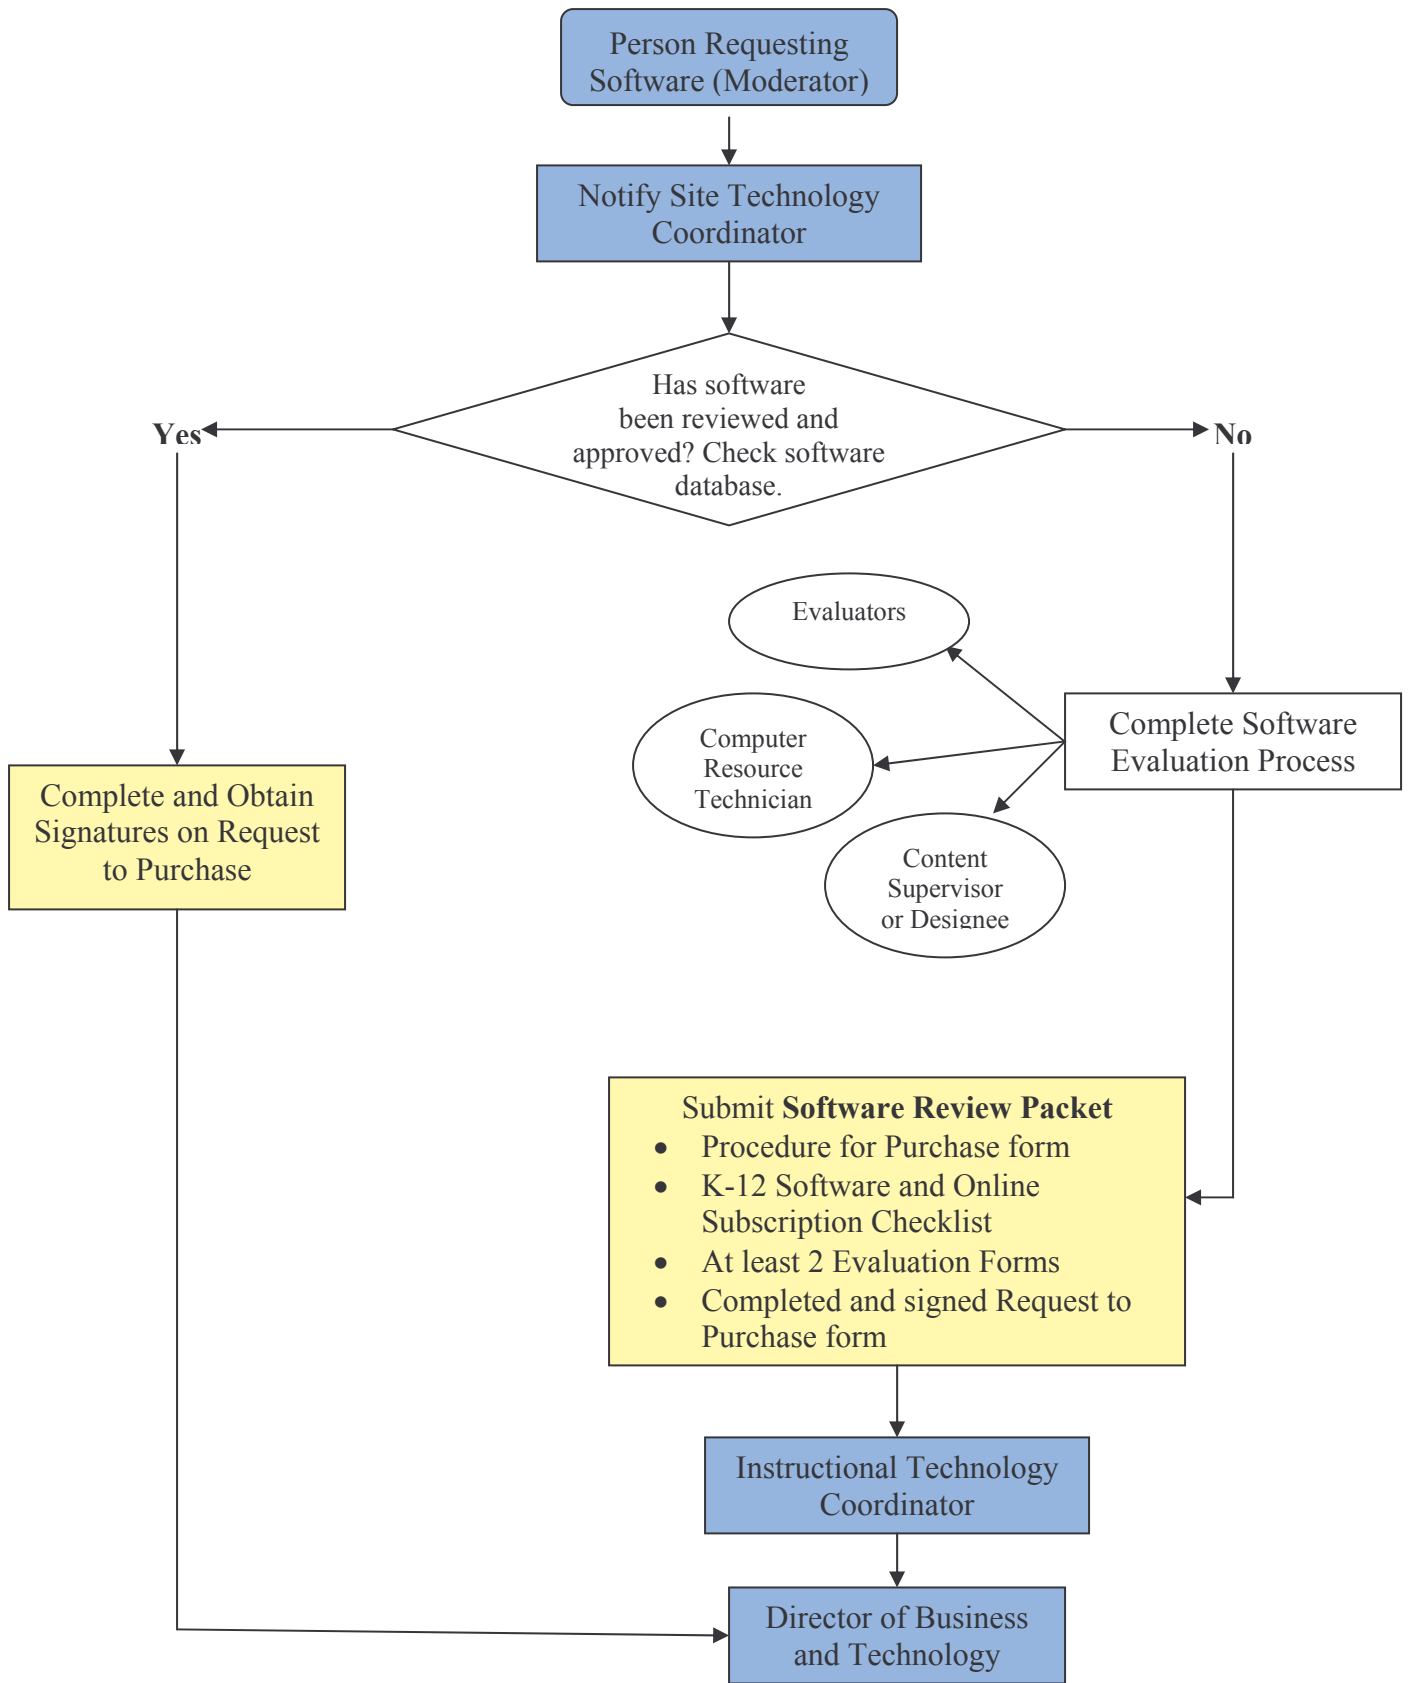 Person Requesting
Software (Moderator)
Notify Site Technology
Coordinator
Has software
been reviewed and
approved? Check software
database.
Yes
No
Evaluators
Computer
Resource
Technician
Content
Supervisor
or Designee
Complete Software
Evaluation Process
Complete and Obtain
Signatures on Request
to Purchase
Submit Software Review Packet
• Procedure for Purchase form
• K-12 Software and Online
Subscription Checklist
• At least 2 Evaluation Forms
• Completed and signed Request to
Purchase form
Instructional Technology
Coordinator
Director of Business
and Technology